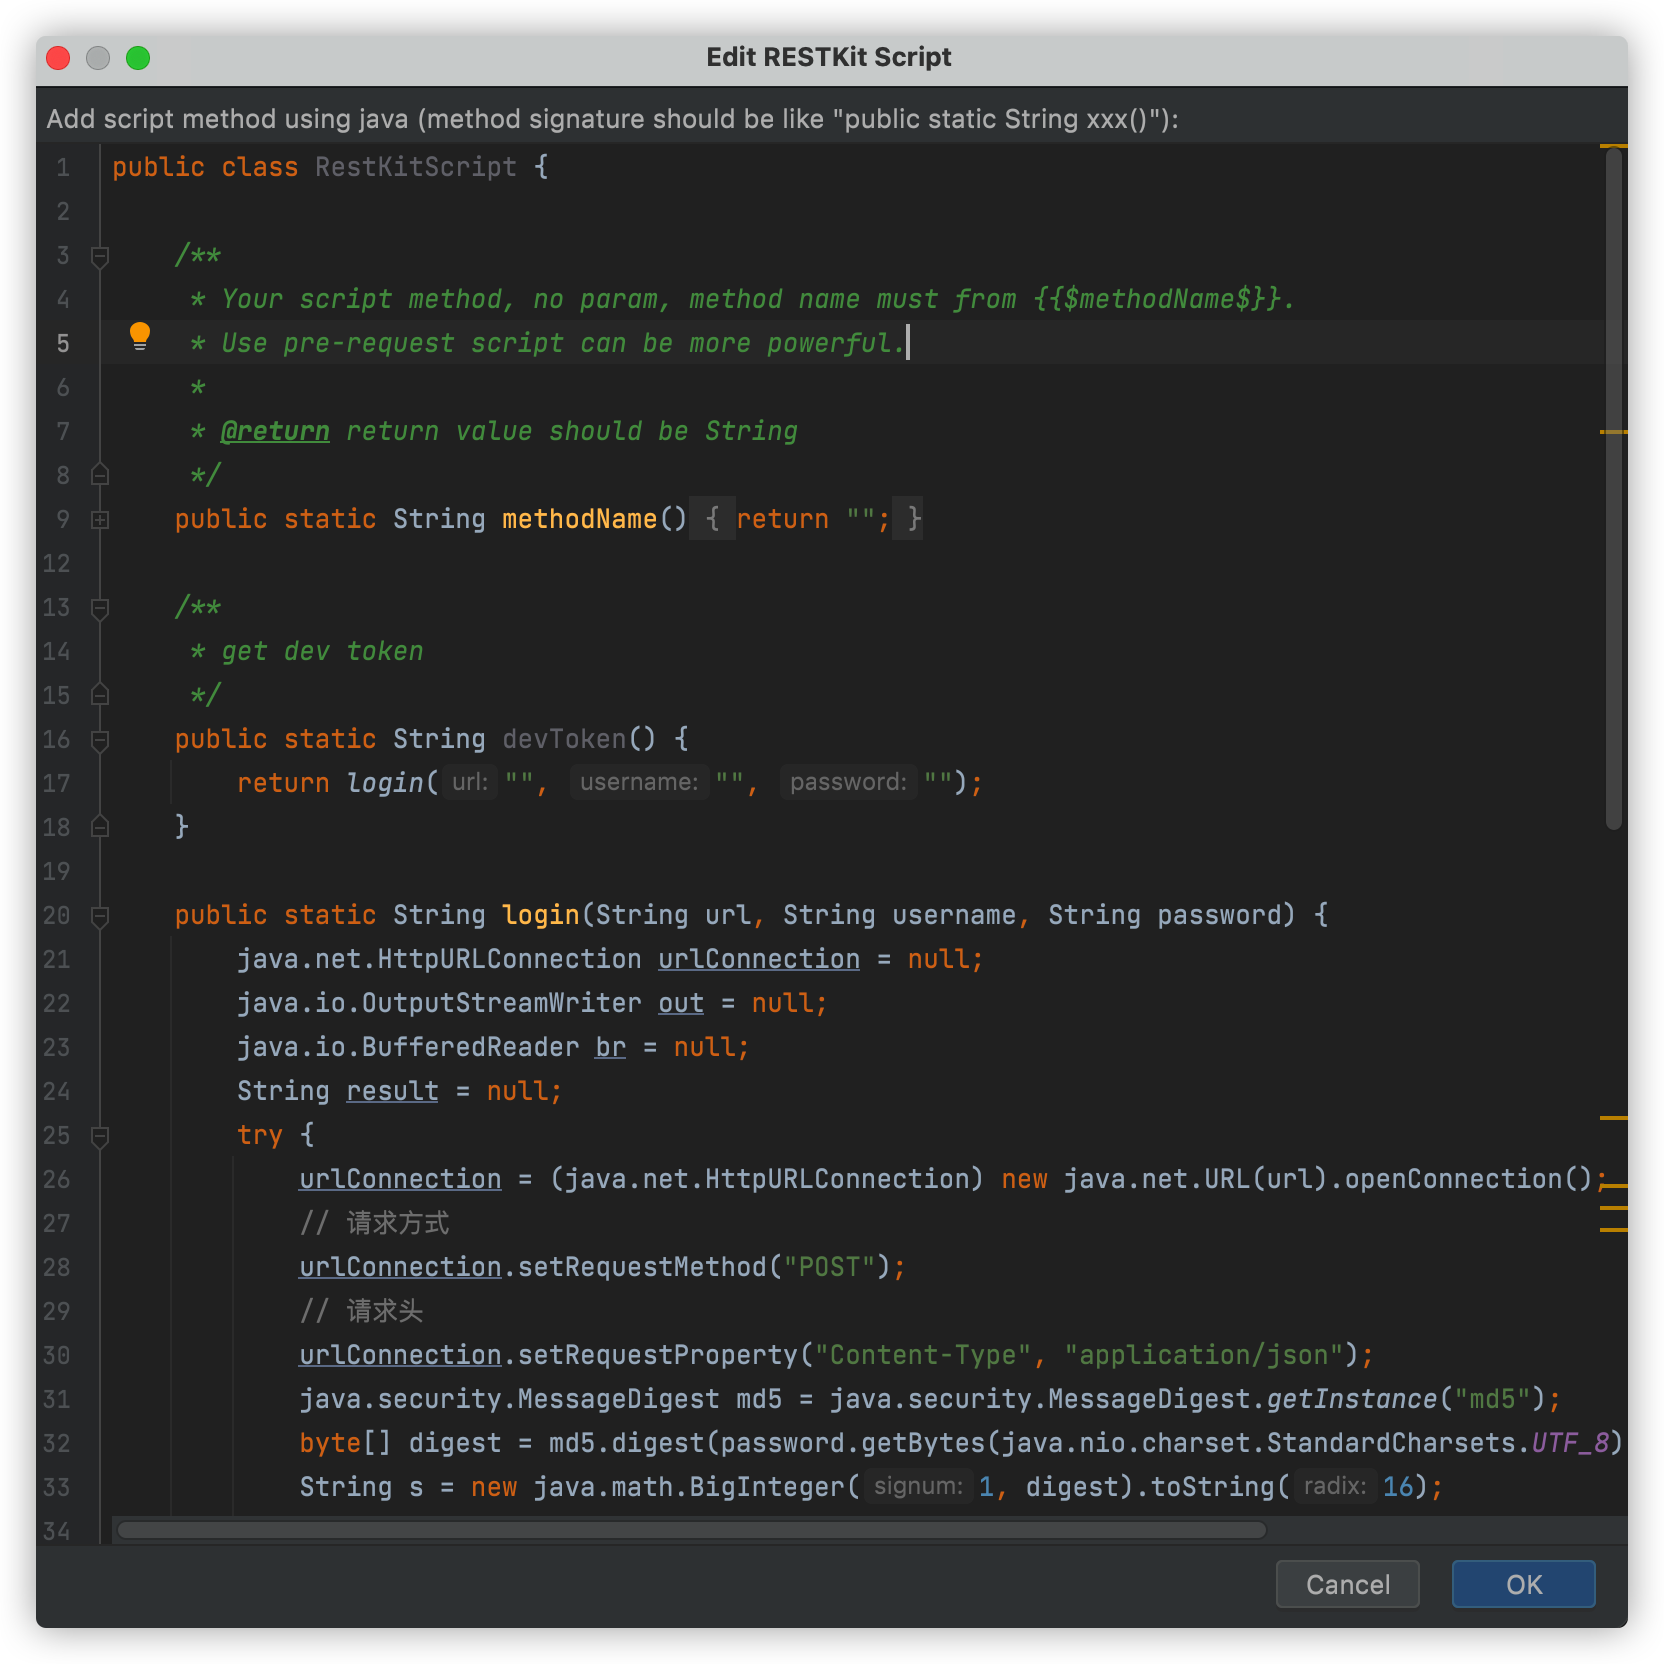 Edit RESTKit Script
Add script method using java (method signature should be like "public static String xxx()"):
1 public class RestKitScript {
2
3 /**
4 * Your script method, no param, method name must from {{$methodName$}}.
5 * Use pre-request script can be more powerful.
6 *
7 * @return return value should be String
8 */
9 public static String methodName() { return ""; }
12
13 /**
14 * get dev token
15 */
16 public static String devToken() {
17 return login( url: "", username: "", password: "");
18 }
19
20 public static String login(String url, String username, String password) {
21 java.net.HttpURLConnection urlConnection = null;
22 java.io.OutputStreamWriter out = null;
23 java.io.BufferedReader br = null;
24 String result = null;
25 try {
26 urlConnection = (java.net.HttpURLConnection) new java.net.URL(url).openConnection();
27 // 请求方式
28 urlConnection.setRequestMethod("POST");
29 // 请求头
30 urlConnection.setRequestProperty("Content-Type", "application/json");
31 java.security.MessageDigest md5 = java.security.MessageDigest.getInstance("md5");
32 byte[] digest = md5.digest(password.getBytes(java.nio.charset.StandardCharsets.UTF_8)
33 String s = new java.math.BigInteger( signum: 1, digest).toString( radix: 16);
34
Cancel OK